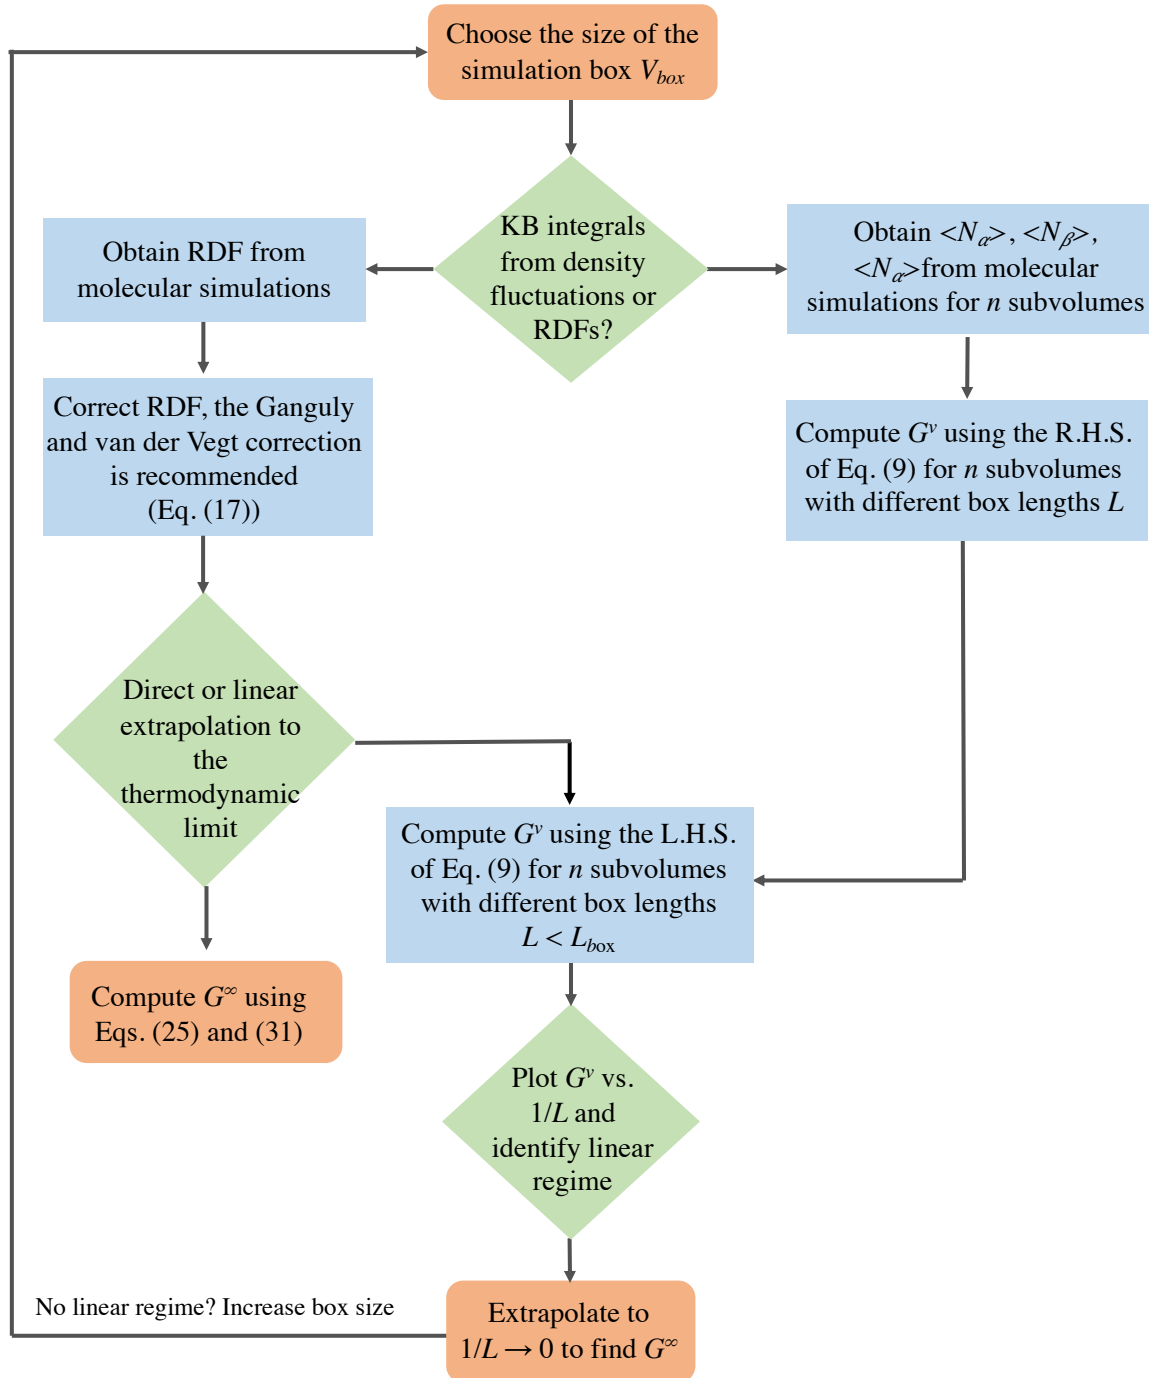 Choose the size of the
simulation box V_box
KB integrals
from density
fluctuations or
RDFs?
Obtain RDF from
molecular simulations
Obtain <N_α>, <N_β>,
<N_α>from molecular
simulations for n subvolumes
Correct RDF, the Ganguly
and van der Vegt correction
is recommended
(Eq. (17))
Compute G^v using the R.H.S.
of Eq. (9) for n subvolumes
with different box lengths L
Direct or linear
extrapolation to
the
thermodynamic
limit
Compute G^v using the L.H.S.
of Eq. (9) for n subvolumes
with different box lengths
L < L_box
Compute G^∞ using
Eqs. (25) and (31)
Plot G^v vs.
1/L and
identify linear
regime
No linear regime? Increase box size
Extrapolate to
1/L → 0 to find G^∞